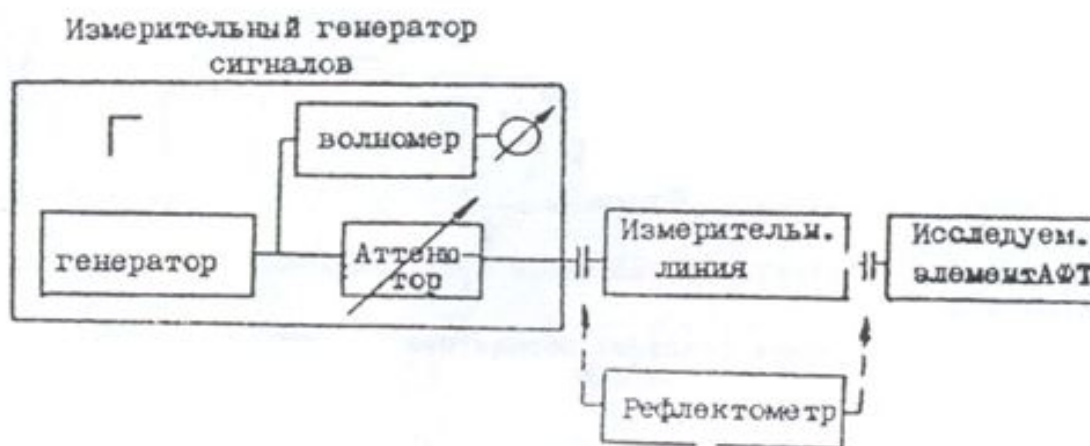 Измерительный генератор
сигналов
волномер
генератор
Аттеню
тор
Измерительн.
линия
Исследуем.
элементАФТ
Рефлектометр